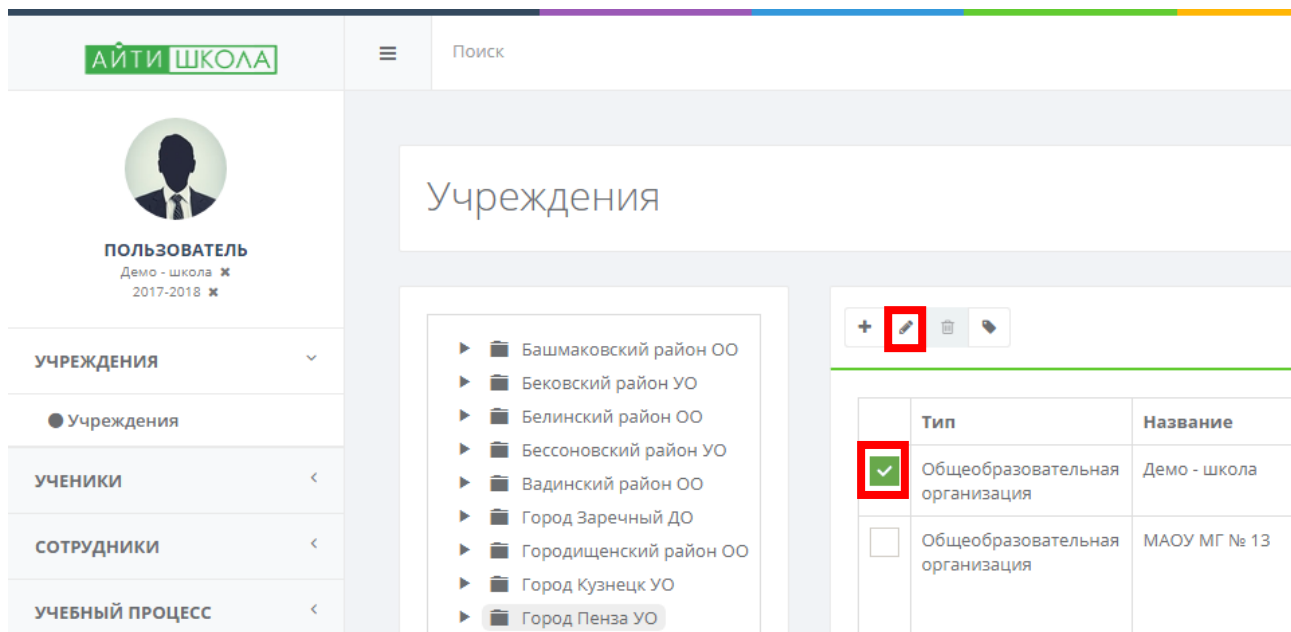 АЙТИ ШКОЛА
Поиск
ПОЛЬЗОВАТЕЛЬ
Демо - школа ✖
2017-2018 ✖
УЧРЕЖДЕНИЯ
Учреждения
УЧЕНИКИ
СОТРУДНИКИ
УЧЕБНЫЙ ПРОЦЕСС
Учреждения
Башмаковский район ОО
Бековский район УО
Белинский район ОО
Бессоновский район УО
Вадинский район ОО
Город Заречный ДО
Городищенский район ОО
Город Кузнецк УО
Город Пенза УО
Тип Название
Общеобразовательная Демо - школа
организация
Общеобразовательная МАОУ МГ № 13
организация